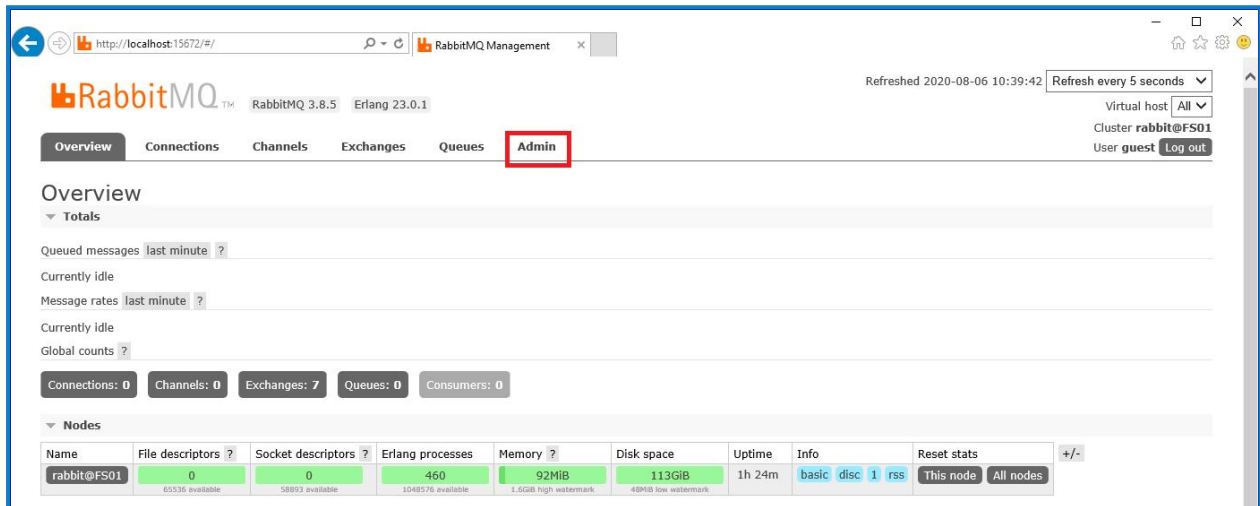 http://localhost:15672/#/
RabbitMQ Management
Refreshed 2020-08-06 10:39:42 Refresh every 5 seconds
RabbitMQ TM RabbitMQ 3.8.5 Erlang 23.0.1
Virtual host All
Cluster rabbit@FS01
User guest Log out
Overview Connections Channels Exchanges Queues Admin
Overview
Totals
Queued messages last minute ?
Currently idle
Message rates last minute ?
Currently idle
Global counts ?
Connections: 0 Channels: 0 Exchanges: 7 Queues: 0 Consumers: 0
Nodes
Name File descriptors ? Socket descriptors ? Erlang processes Memory ? Disk space Uptime Info Reset stats +/-
rabbit@FS01 0 0 460 92MiB 113GiB 1h 24m basic disc 1 rss This node All nodes
65536 available 58893 available 1048576 available 1.6GiB high watermark 48MiB low watermark